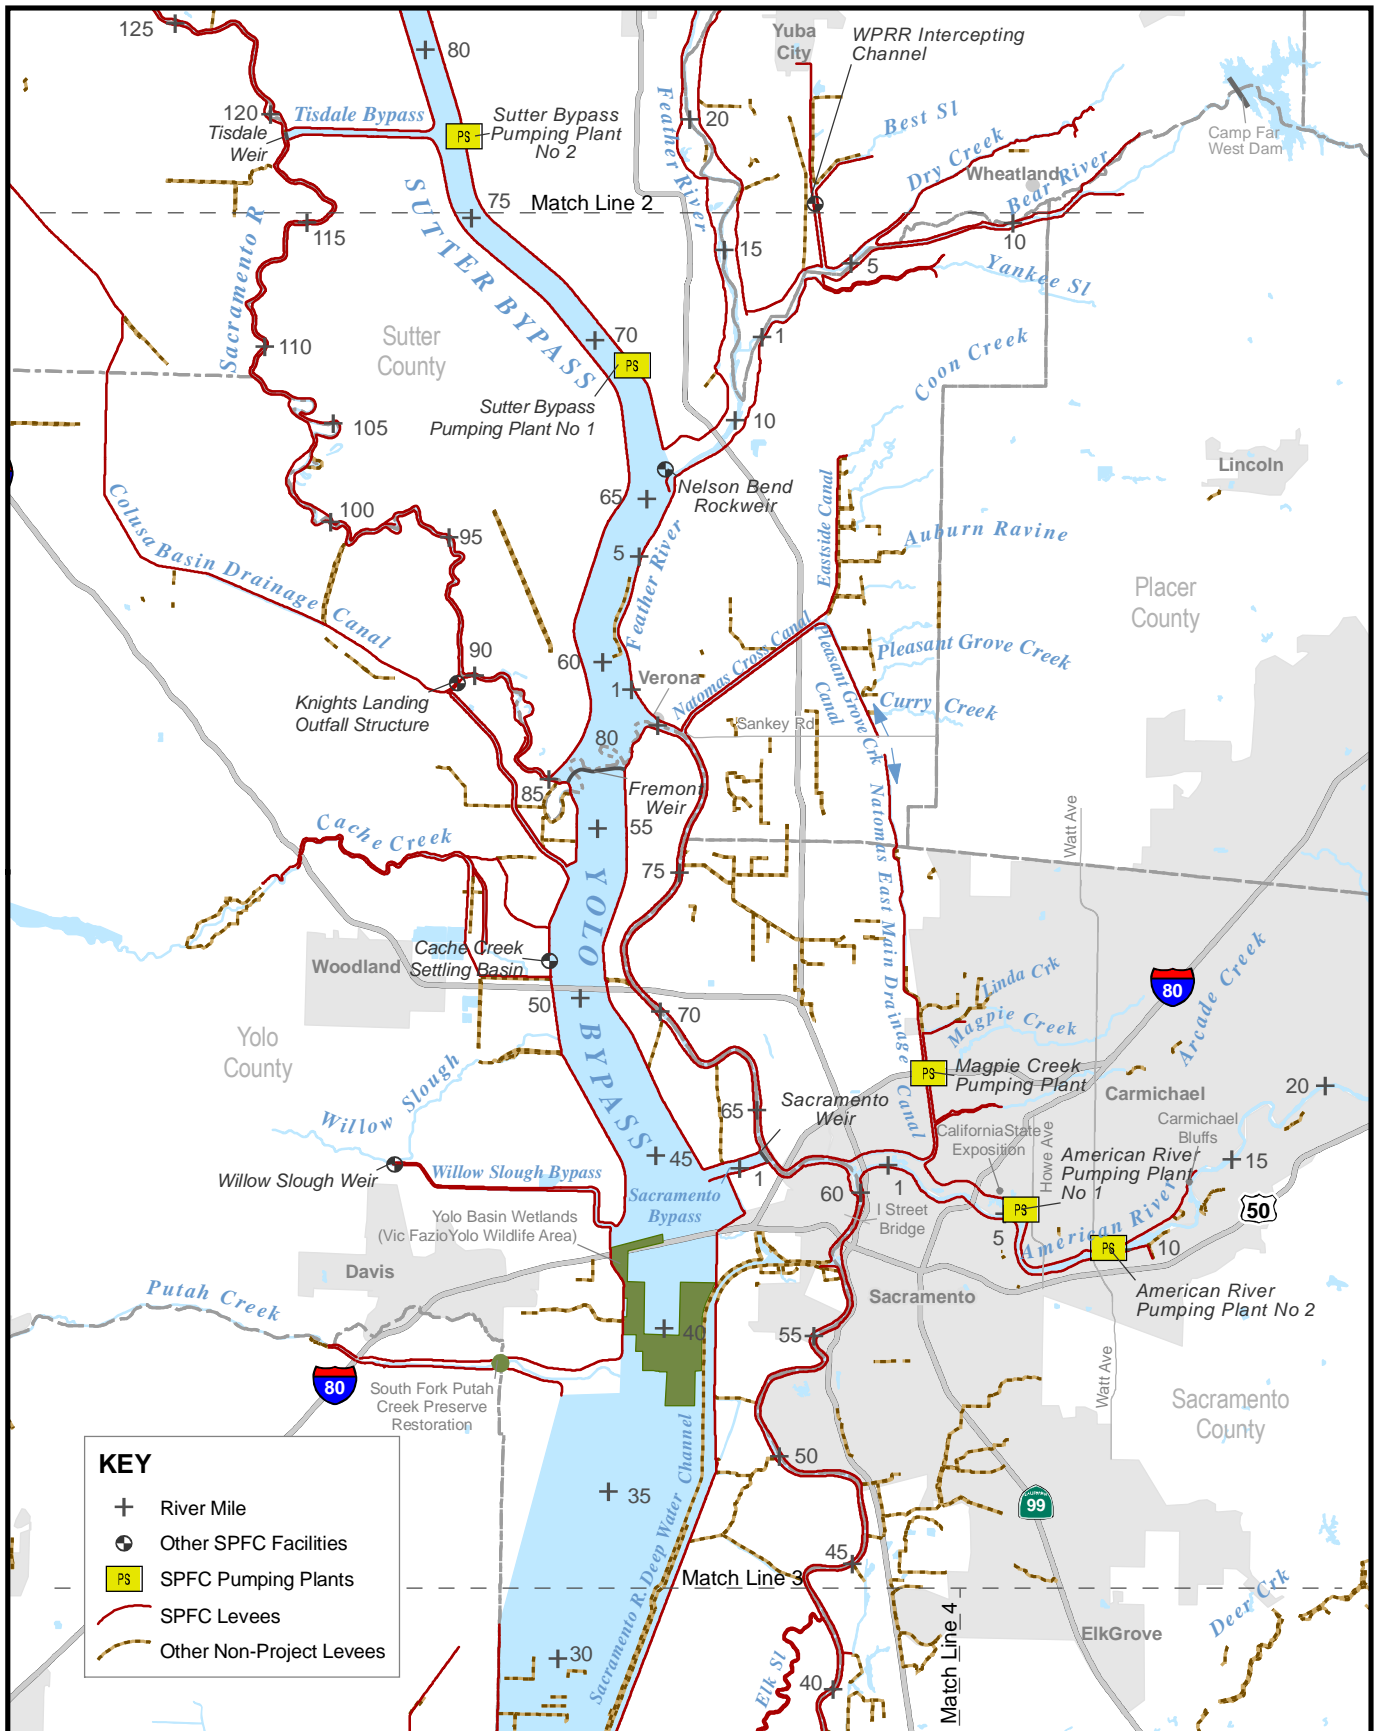 125
80
Yuba
City
WPRR Intercepting
Channel
120
Tisdale Bypass
Tisdale
Weir
PS
Sutter Bypass
Pumping Plant
No 2
Feather River
20
Best Sl
Dry Creek
Wheatland
Bear River
Camp Far
West Dam
75
Match Line 2
Sacramento R
115
SUTTER BYPASS
15
5
10
Yankee Sl
110
Sutter
County
70
PS
1
Coon Creek
Sutter Bypass
Pumping Plant No 1
105
10
Lincoln
Nelson Bend
Rockweir
65
Colusa Basin Drainage Canal
100
95
5
Feather River
Eastside Canal
Auburn Ravine
Placer
County
90
60
1
Verona
Natomas Cross Canal
Pleasant Grove Crk
Canal
Pleasant Grove Creek
Curry Creek
Knights Landing
Outfall Structure
Sankey Rd
80
85
Fremont
Weir
55
Cache Creek
75
Natomas East Main Drainage Canal
Watt Ave
YOLO BYPASS
Woodland
Cache Creek
Settling Basin
50
70
Linda Crk
Magpie Creek
Arcade Creek
80
Yolo
County
Willow Slough
PS
Magpie Creek
Pumping Plant
65
Sacramento
Weir
Carmichael
20
Carmichael
Bluffs
California State
Exposition
Howe Ave
45
1
Willow Slough Bypass
Willow Slough Weir
Sacramento
Bypass
60
1
American River
Pumping Plant
No 1
15
50
Yolo Basin Wetlands
(Vic FazioYolo Wildlife Area)
I Street
Bridge
PS
5
American River
PS
10
Davis
Putah Creek
Sacramento
American River
Pumping Plant No 2
40
55
80
South Fork Putah
Creek Preserve
Restoration
Watt Ave
Sacramento
County
Sacramento R. Deep Water Channel
50
35
99
45
Match Line 3
Match Line 4
Deer Crk
ElkGrove
Elk Sl
30
40
KEY
River Mile
Other SPFC Facilities
PS
SPFC Pumping Plants
SPFC Levees
Other Non-Project Levees